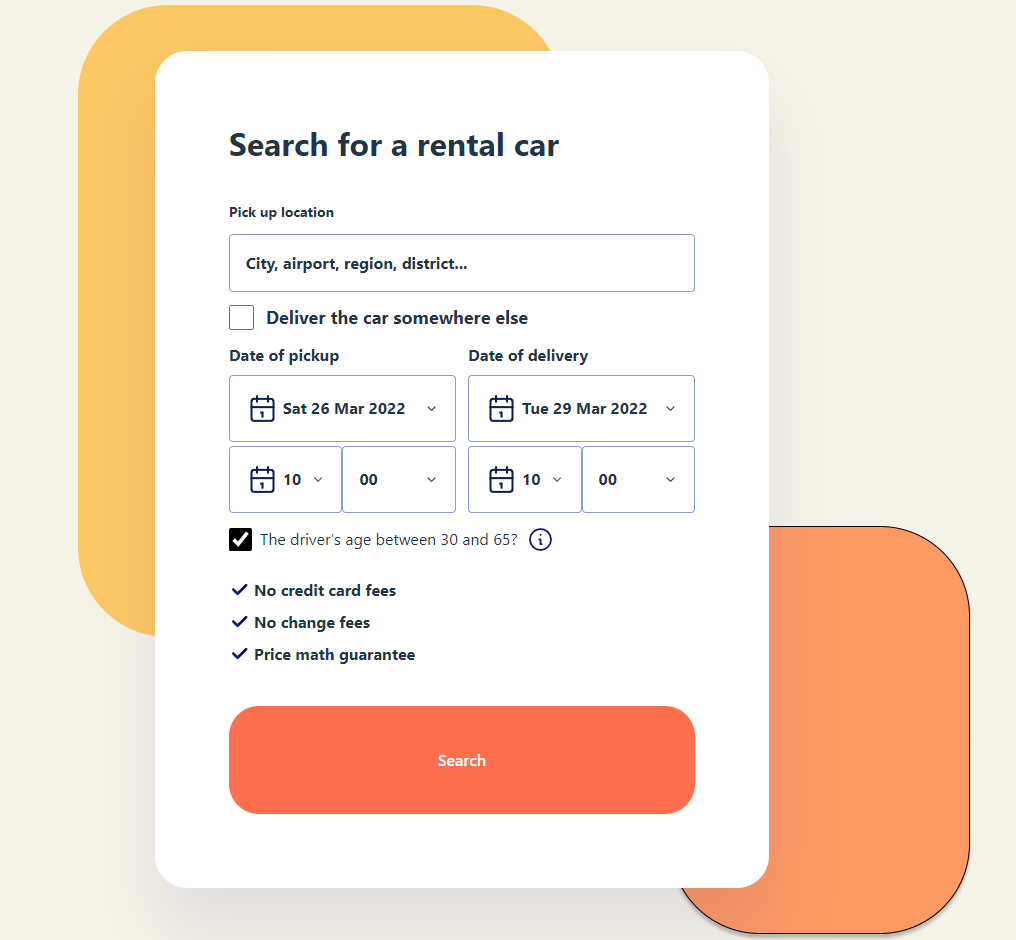 Search for a rental car
Pick up location
City, airport, region, district...
Deliver the car somewhere else
Date of pickup
Date of delivery
Sat 26 Mar 2022
Tue 29 Mar 2022
10 00
10 00
The driver's age between 30 and 65?
No credit card fees
No change fees
Price math guarantee
Search